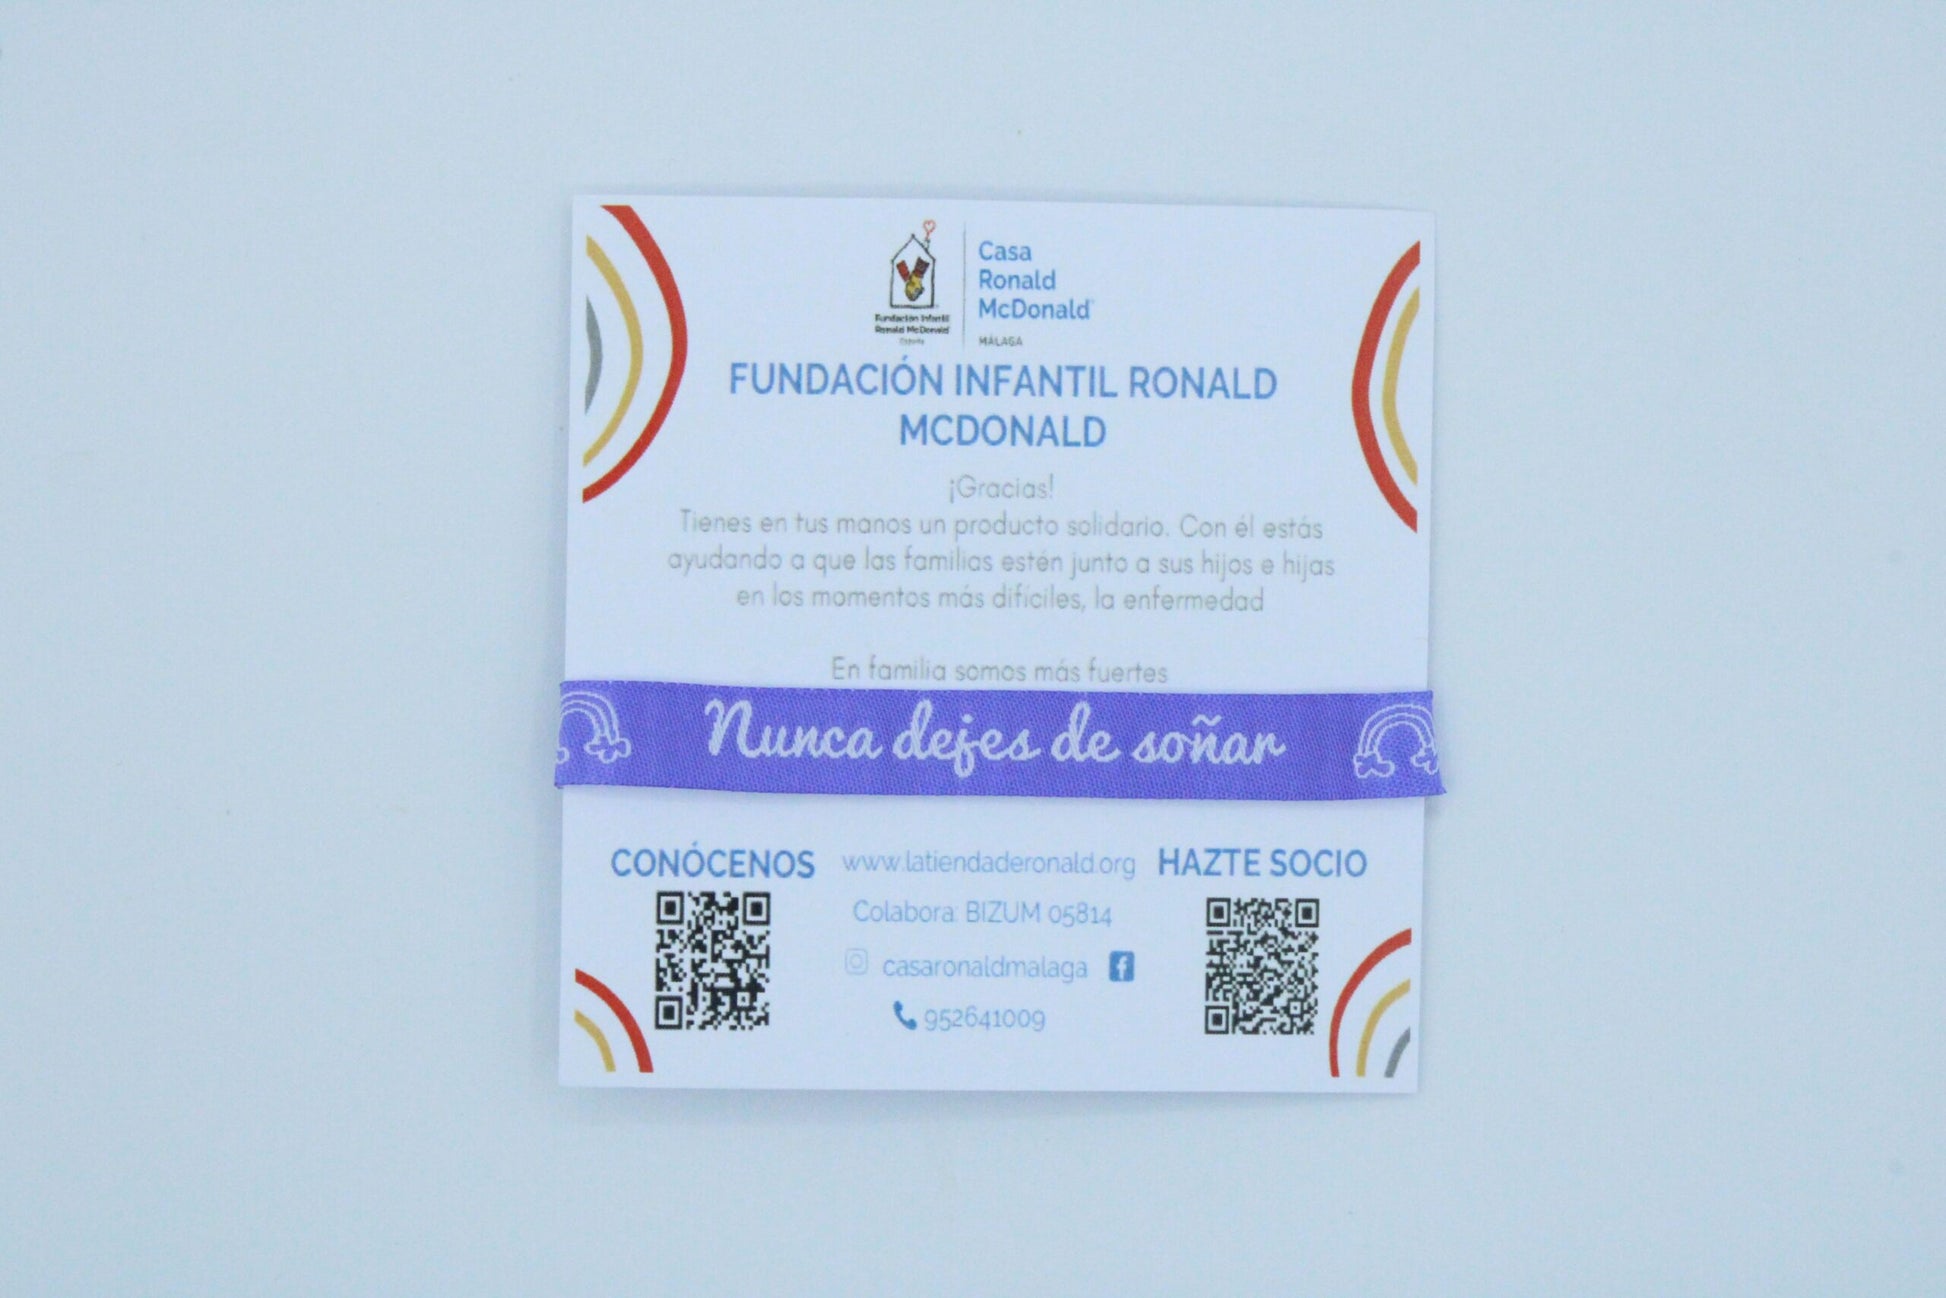 Casa
Ronald
McDonald
MÁLAGA
Fundación Infantil
Ronald McDonald
España
FUNDACIÓN INFANTIL RONALD
MCDONALD
¡Gracias!
Tienes en tus manos un producto solidario. Con él estás
ayudando a que las familias estén junto a sus hijos e hijas
en los momentos más difíciles, la enfermedad
En familia somos más fuertes
Nunca dejes de soñar
CONÓCENOS
www.latiendaderonald.org
HAZTE SOCIO
Colabora: BIZUM 05814
casaronaldmalaga
952641009